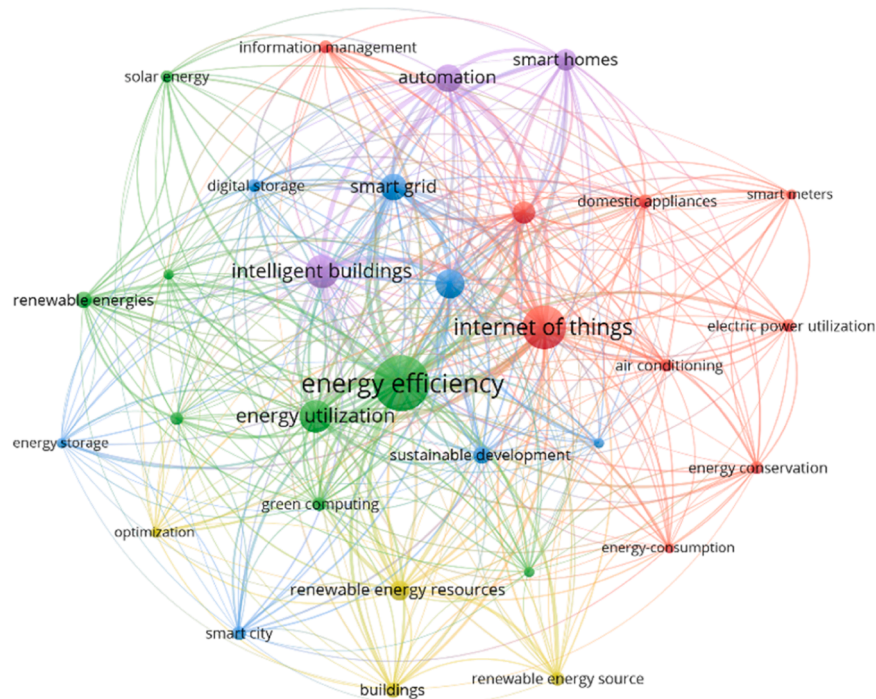 information management
smart homes
solar energy
automation
digital storage
smart grid
domestic appliances
smart meters
intelligent buildings
renewable energies
internet of things
electric power utilization
air conditioning
energy efficiency
energy utilization
energy storage
sustainable development
energy conservation
green computing
optimization
energy-consumption
renewable energy resources
smart city
renewable energy source
buildings